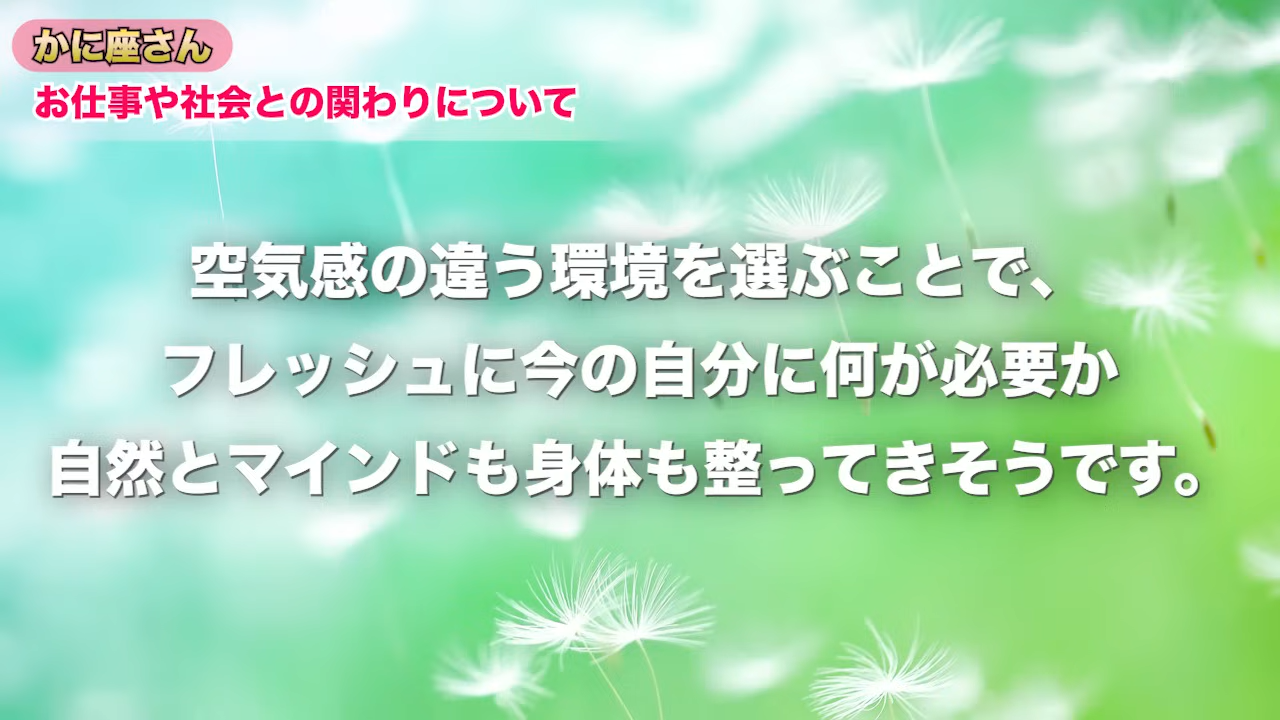 かに座さん
お仕事や社会との関わりについて
空気感の違う環境を選ぶことで、
フレッシュに今の自分に何が必要か
自然とマインドも身体も整ってきそうです。